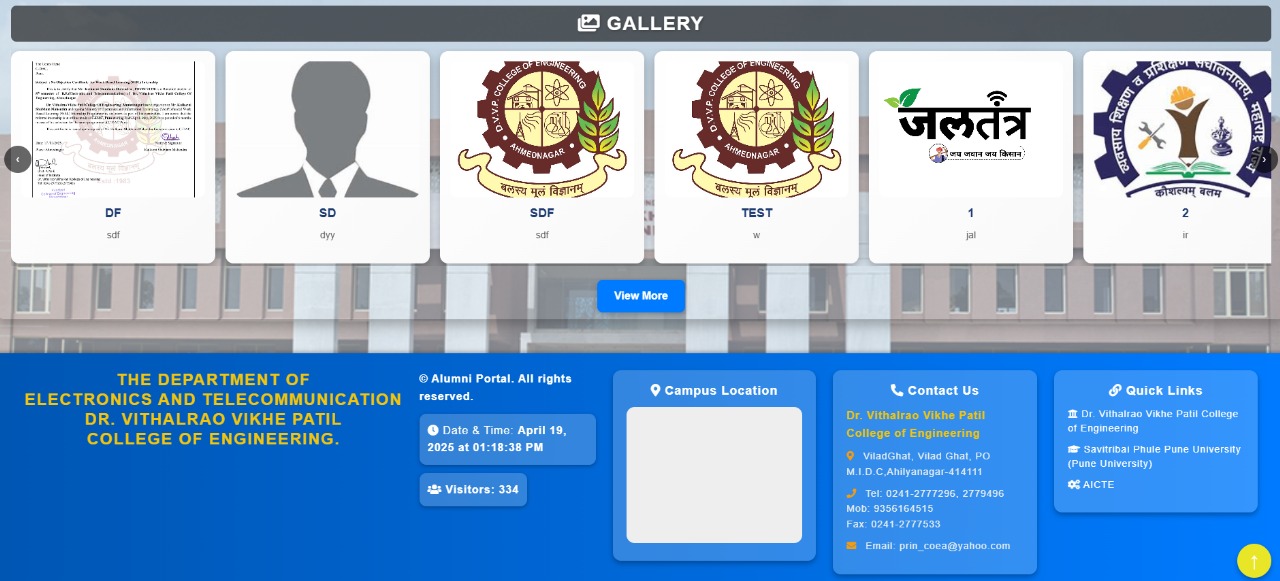 GALLERY
D.V.V.P. COLLEGE OF ENGINEERING
AHMEDNAGAR
बलस्य मूलं विज्ञानम्
D.V.V.P. COLLEGE OF ENGINEERING
AHMEDNAGAR
बलस्य मूलं विज्ञानम्
जलतंत्र
जय जवान जय किसान
व्यवसाय शिक्षण व प्रशिक्षण संचालनालय, महाराष्ट्र
कौशल्यम् बलम
‹
›
DF
sdf
SD
dyy
SDF
sdf
TEST
w
1
jal
2
ir
View More
THE DEPARTMENT OF
ELECTRONICS AND TELECOMMUNICATION
DR. VITHALRAO VIKHE PATIL
COLLEGE OF ENGINEERING.
© Alumni Portal. All rights
reserved.
Date & Time: April 19,
2025 at 01:18:38 PM
Visitors: 334
Campus Location
Contact Us
Dr. Vithalrao Vikhe Patil
College of Engineering
ViladGhat, Vilad Ghat, PO
M.I.D.C,Ahilyanagar-414111
Tel: 0241-2777296, 2779496
Mob: 9356164515
Fax: 0241-2777533
Email: prin_coea@yahoo.com
Quick Links
Dr. Vithalrao Vikhe Patil College
of Engineering
Savitribai Phule Pune University
(Pune University)
AICTE
↑